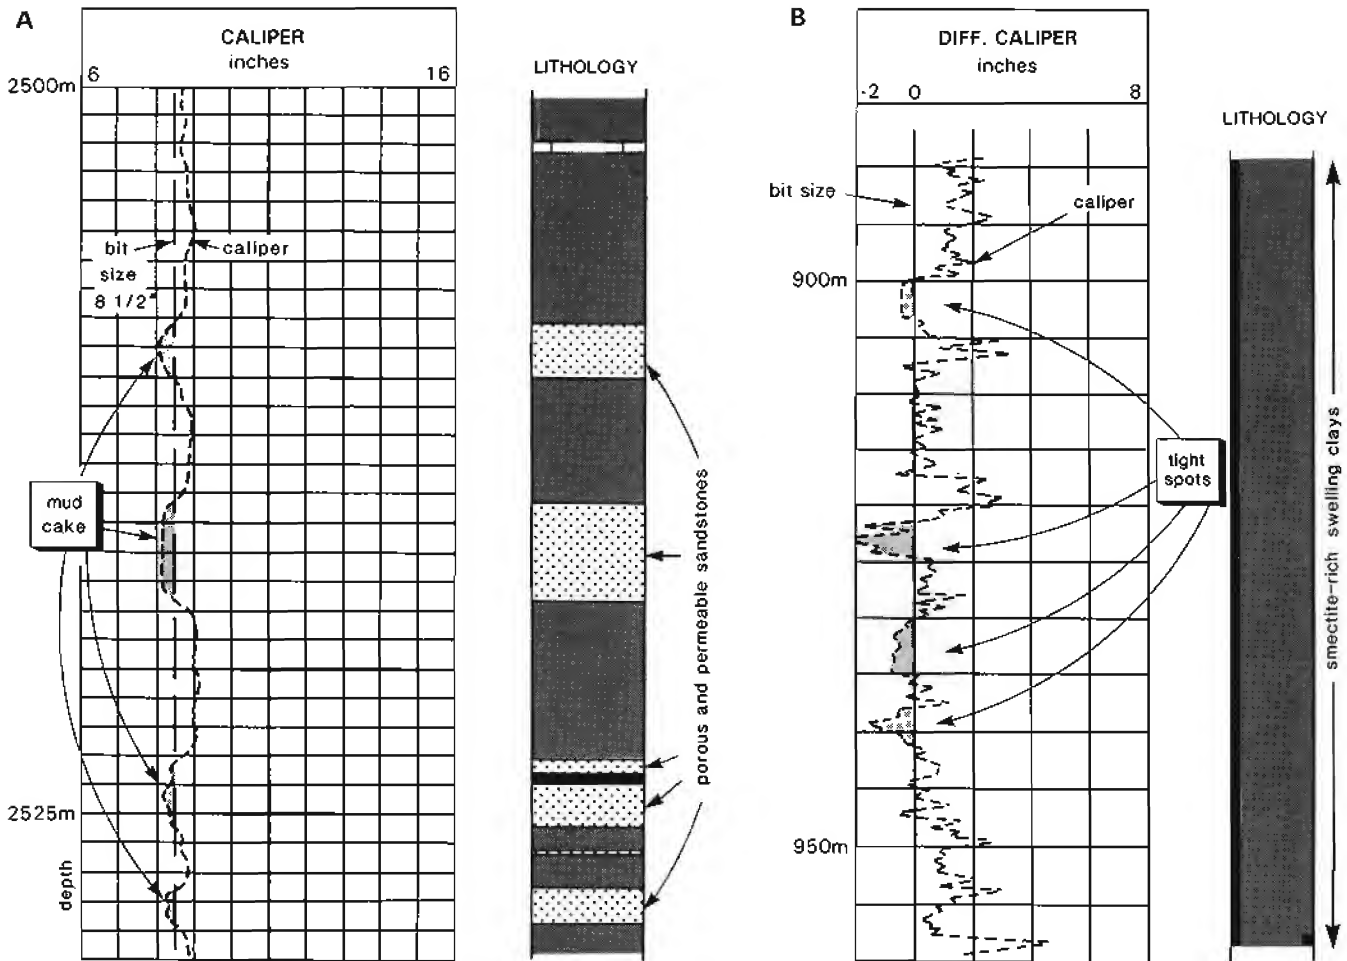 A
CALIPER
inches
6
16
2500m
LITHOLOGY
bit
size
8 1/2"
caliper
mud
cake
porous and permeable sandstones
2525m
depth
B
DIFF. CALIPER
inches
-2
0
8
LITHOLOGY
bit size
caliper
900m
tight
spots
smectite-rich swelling clays
950m